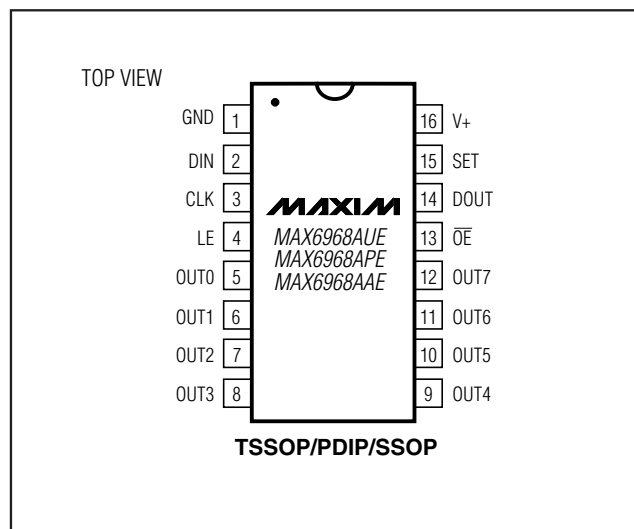 TOP VIEW
GND 1
DIN 2
CLK 3
LE 4
OUT0 5
OUT1 6
OUT2 7
OUT3 8
MAXIM
MAX6968AUE
MAX6968APE
MAX6968AAE
16 V+
15 SET
14 DOUT
13 O̅E̅
12 OUT7
11 OUT6
10 OUT5
9 OUT4
TSSOP/PDIP/SSOP